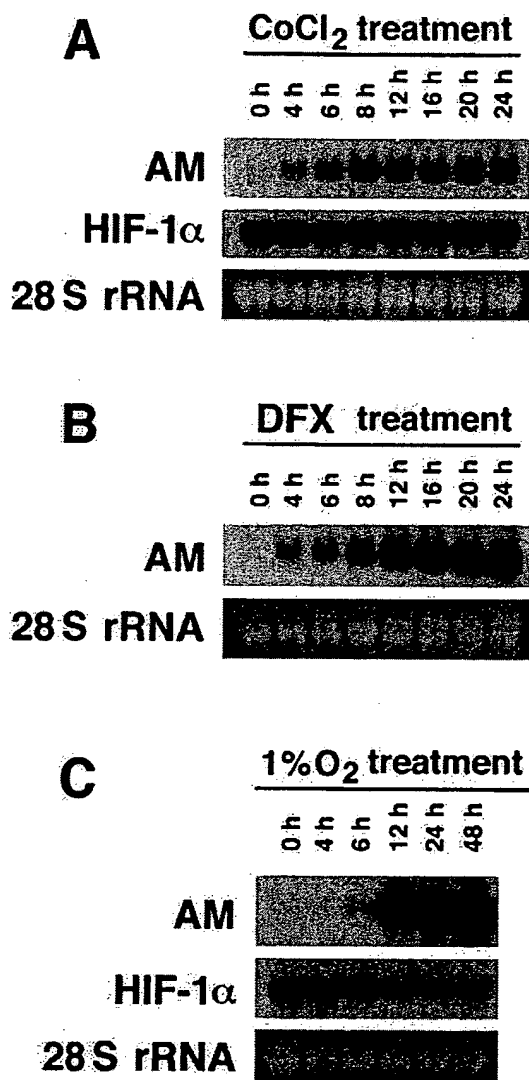 A
CoCl2 treatment
0 h 4 h 6 h 8 h 12 h 16 h 20 h 24 h
AM
HIF-1α
28 S rRNA
B
DFX treatment
0 h 4 h 6 h 8 h 12 h 16 h 20 h 24 h
AM
28 S rRNA
C
1%O2 treatment
0 h 4 h 6 h 12 h 24 h 48 h
AM
HIF-1α
28 S rRNA